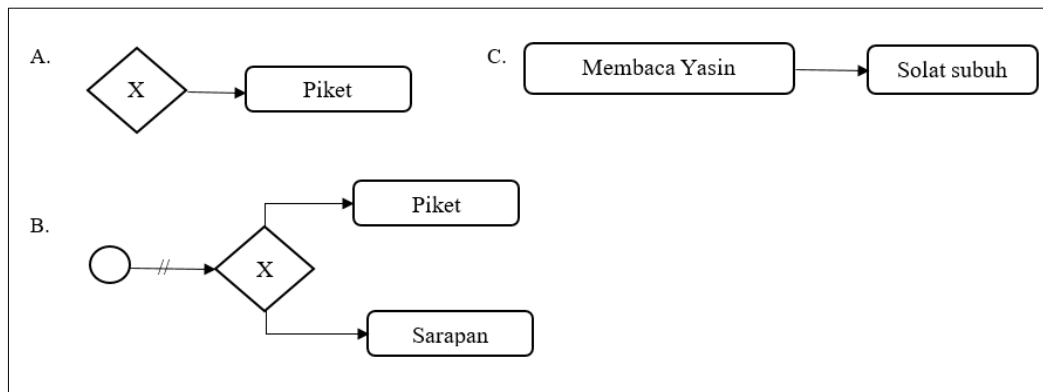 A.
X
Piket
C.
Membaca Yasin
Solat subuh
B.
X
Piket
Sarapan